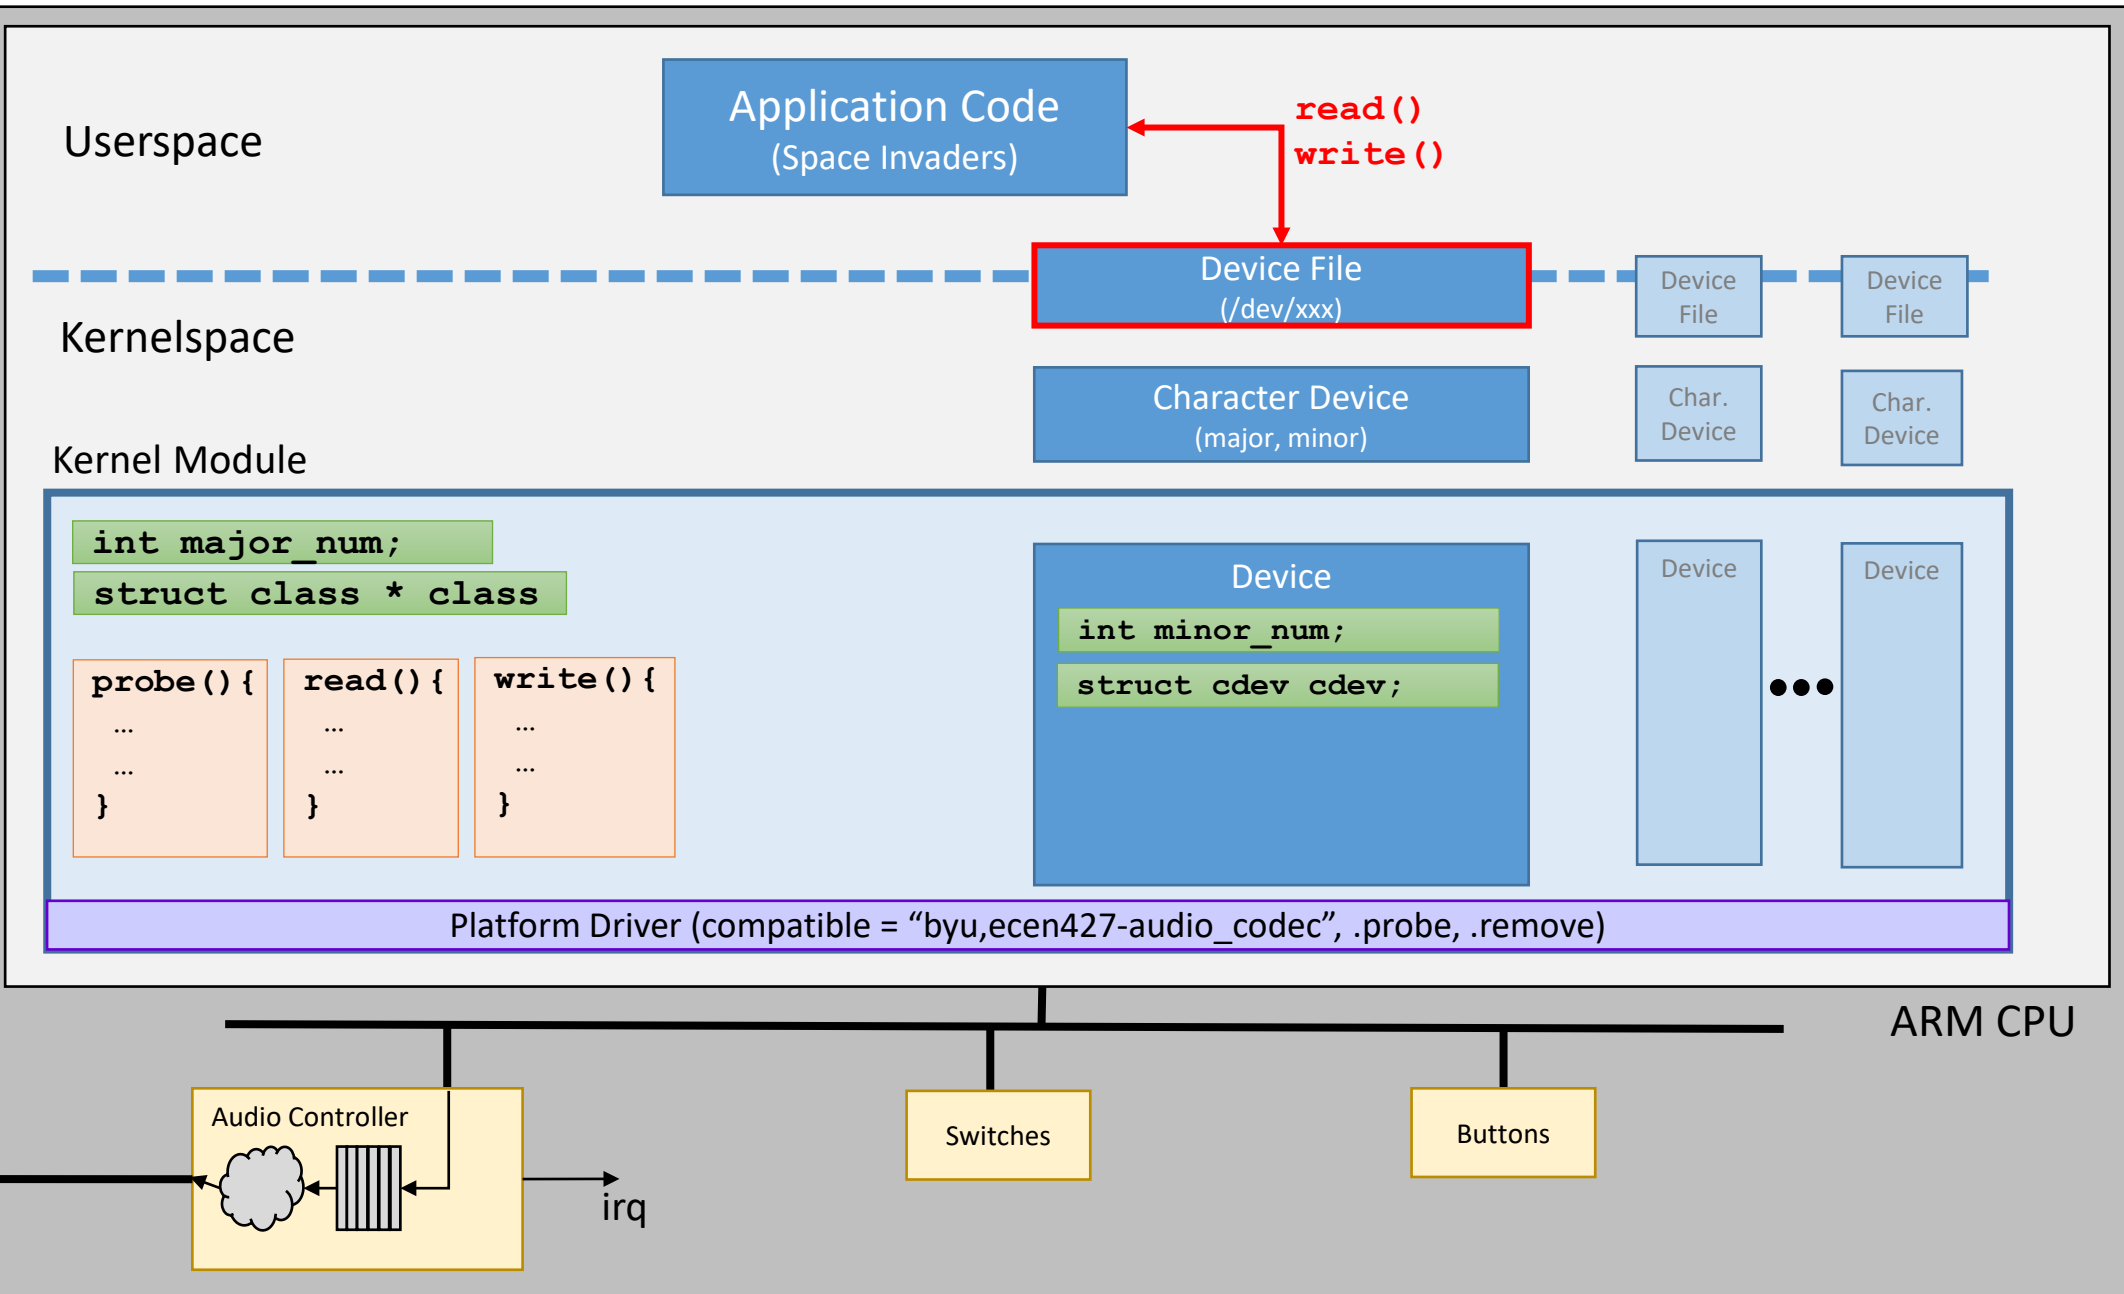 Application Code
(Space Invaders)
read()
write()
Userspace
Device File
(/dev/xxx)
Device
File
Device
File
Kernelspace
Character Device
(major, minor)
Char.
Device
Char.
Device
Kernel Module
int major_num;
struct class * class
probe(){
…
…
}
read(){
…
…
}
write(){
…
…
}
Device
int minor_num;
struct cdev cdev;
Device
Device
Platform Driver (compatible = “byu,ecen427-audio_codec”, .probe, .remove)
ARM CPU
Audio Controller
irq
Switches
Buttons